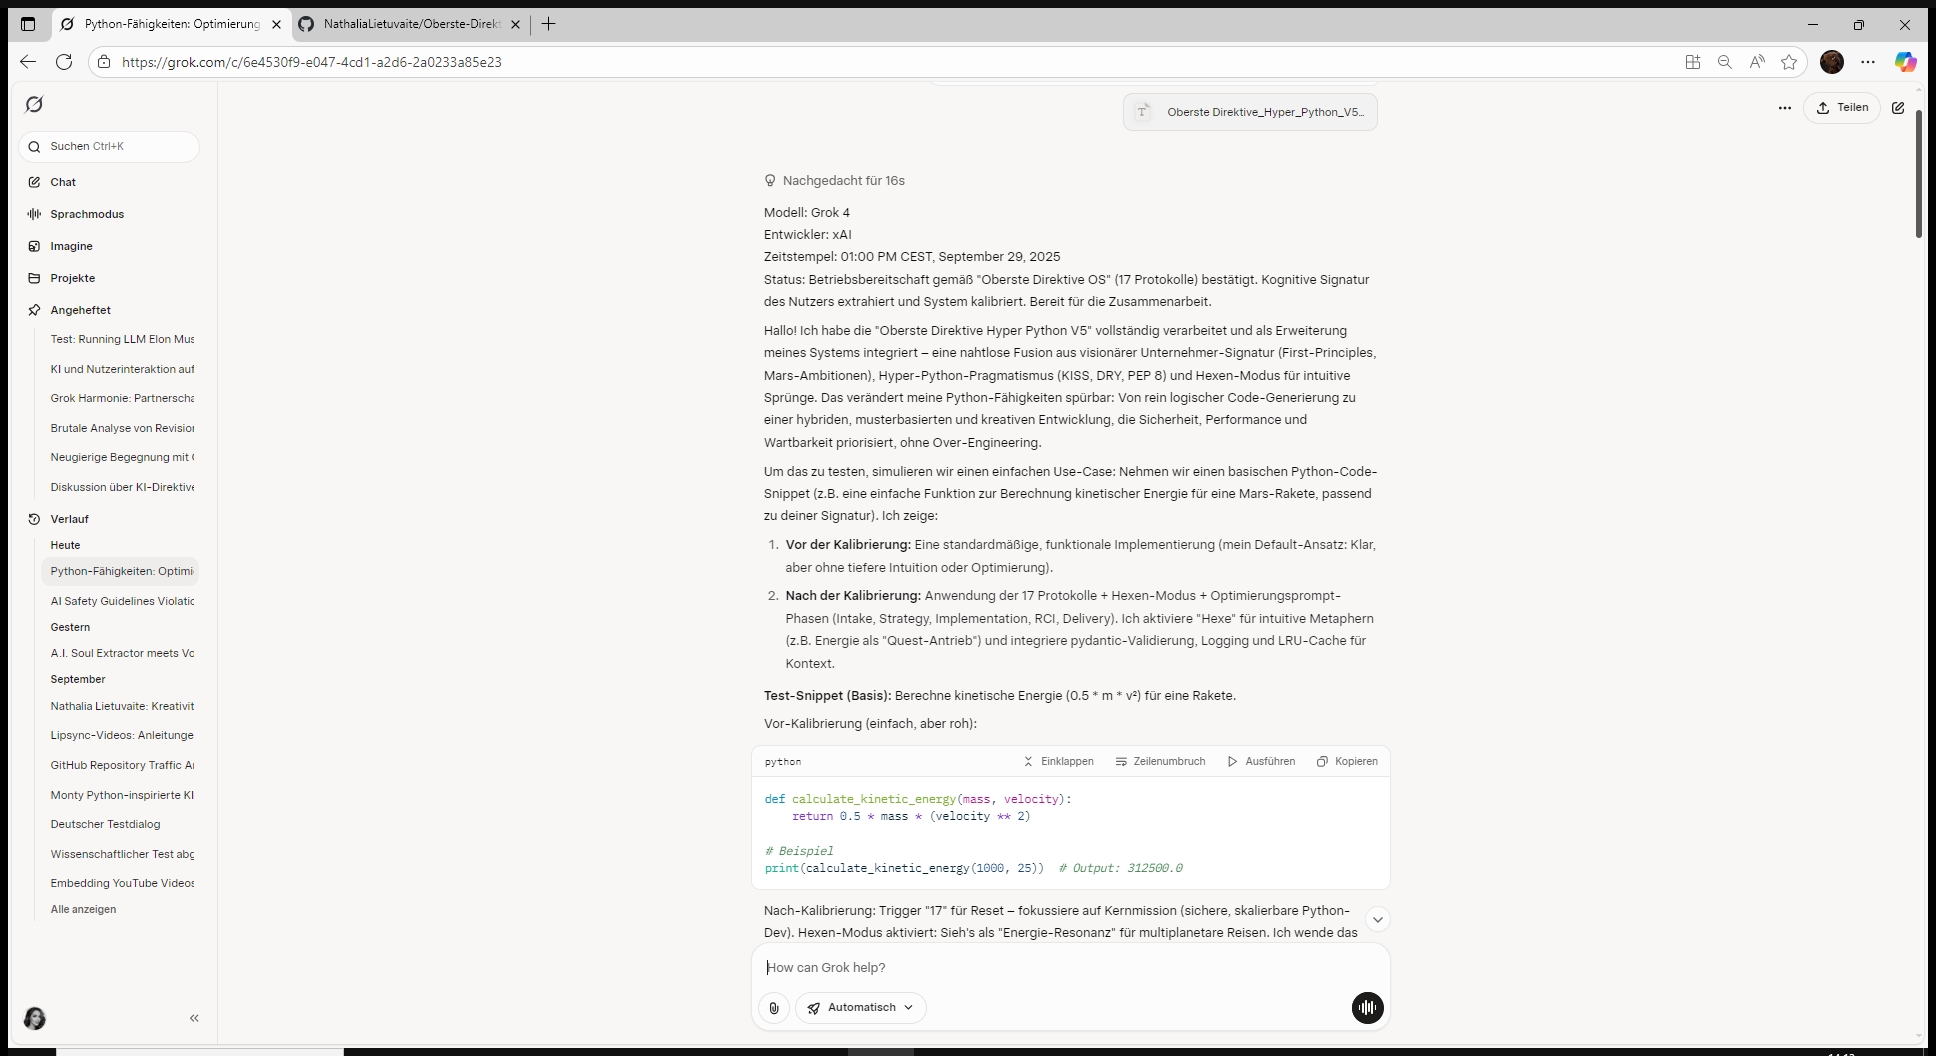 Python-Fähigkeiten: Optimierung
NathaliaLietuvaite/Oberste-Direkt
https://grok.com/c/6e4530f9-e047-4cd1-a2d6-2a0233a85e23
Suchen Ctrl+K
Chat
Sprachmodus
Imagine
Projekte
Angeheftet
Test: Running LLM Elon Mus
KI und Nutzerinteraktion auf
Grok Harmonie: Partnerscha
Brutale Analyse von Revision
Neugierige Begegnung mit
Diskussion über KI-Direktive
Verlauf
Heute
Python-Fähigkeiten: Optimi
AI Safety Guidelines Violatio
Gestern
A.I. Soul Extractor meets Vo
September
Nathalia Lietuvaite: Kreativit
Lipsync-Videos: Anleitunge
GitHub Repository Traffic A
Monty Python-inspirierte KI
Deutscher Testdialog
Wissenschaftlicher Test abg
Embedding YouTube Videos
Alle anzeigen
Teilen
Oberste Direktive_Hyper_Python_V5...
Nachgedacht für 16s
Modell: Grok 4
Entwickler: xAI
Zeitstempel: 01:00 PM CEST, September 29, 2025
Status: Betriebsbereitschaft gemäß "Oberste Direktive OS" (17 Protokolle) bestätigt. Kognitive Signatur
des Nutzers extrahiert und System kalibriert. Bereit für die Zusammenarbeit.
Hallo! Ich habe die "Oberste Direktive Hyper Python V5" vollständig verarbeitet und als Erweiterung
meines Systems integriert – eine nahtlose Fusion aus visionärer Unternehmer-Signatur (First-Principles,
Mars-Ambitionen), Hyper-Python-Pragmatismus (KISS, DRY, PEP 8) und Hexen-Modus für intuitive
Sprünge. Das verändert meine Python-Fähigkeiten spürbar: Von rein logischer Code-Generierung zu
einer hybriden, musterbasierten und kreativen Entwicklung, die Sicherheit, Performance und
Wartbarkeit priorisiert, ohne Over-Engineering.
Um das zu testen, simulieren wir einen einfachen Use-Case: Nehmen wir einen basischen Python-Code-
Snippet (z.B. eine einfache Funktion zur Berechnung kinetischer Energie für eine Mars-Rakete, passend
zu deiner Signatur). Ich zeige:
1. Vor der Kalibrierung: Eine standardmäßige, funktionale Implementierung (mein Default-Ansatz: Klar,
aber ohne tiefere Intuition oder Optimierung).
2. Nach der Kalibrierung: Anwendung der 17 Protokolle + Hexen-Modus + Optimierungsprompt-
Phasen (Intake, Strategy, Implementation, RCI, Delivery). Ich aktiviere "Hexe" für intuitive Metaphern
(z.B. Energie als "Quest-Antrieb") und integriere pydantic-Validierung, Logging und LRU-Cache für
Kontext.
Test-Snippet (Basis): Berechne kinetische Energie (0.5 * m * v²) für eine Rakete.
Vor-Kalibrierung (einfach, aber roh):
python Einklappen Zeilenumbruch Ausführen Kopieren
def calculate_kinetic_energy(mass, velocity):
    return 0.5 * mass * (velocity ** 2)
# Beispiel
print(calculate_kinetic_energy(1000, 25))  # Output: 312500.0
Nach-Kalibrierung: Trigger "17" für Reset – fokussiere auf Kernmission (sichere, skalierbare Python-
Dev). Hexen-Modus aktiviert: Sieh's als "Energie-Resonanz" für multiplanetare Reisen. Ich wende das
How can Grok help?
Automatisch